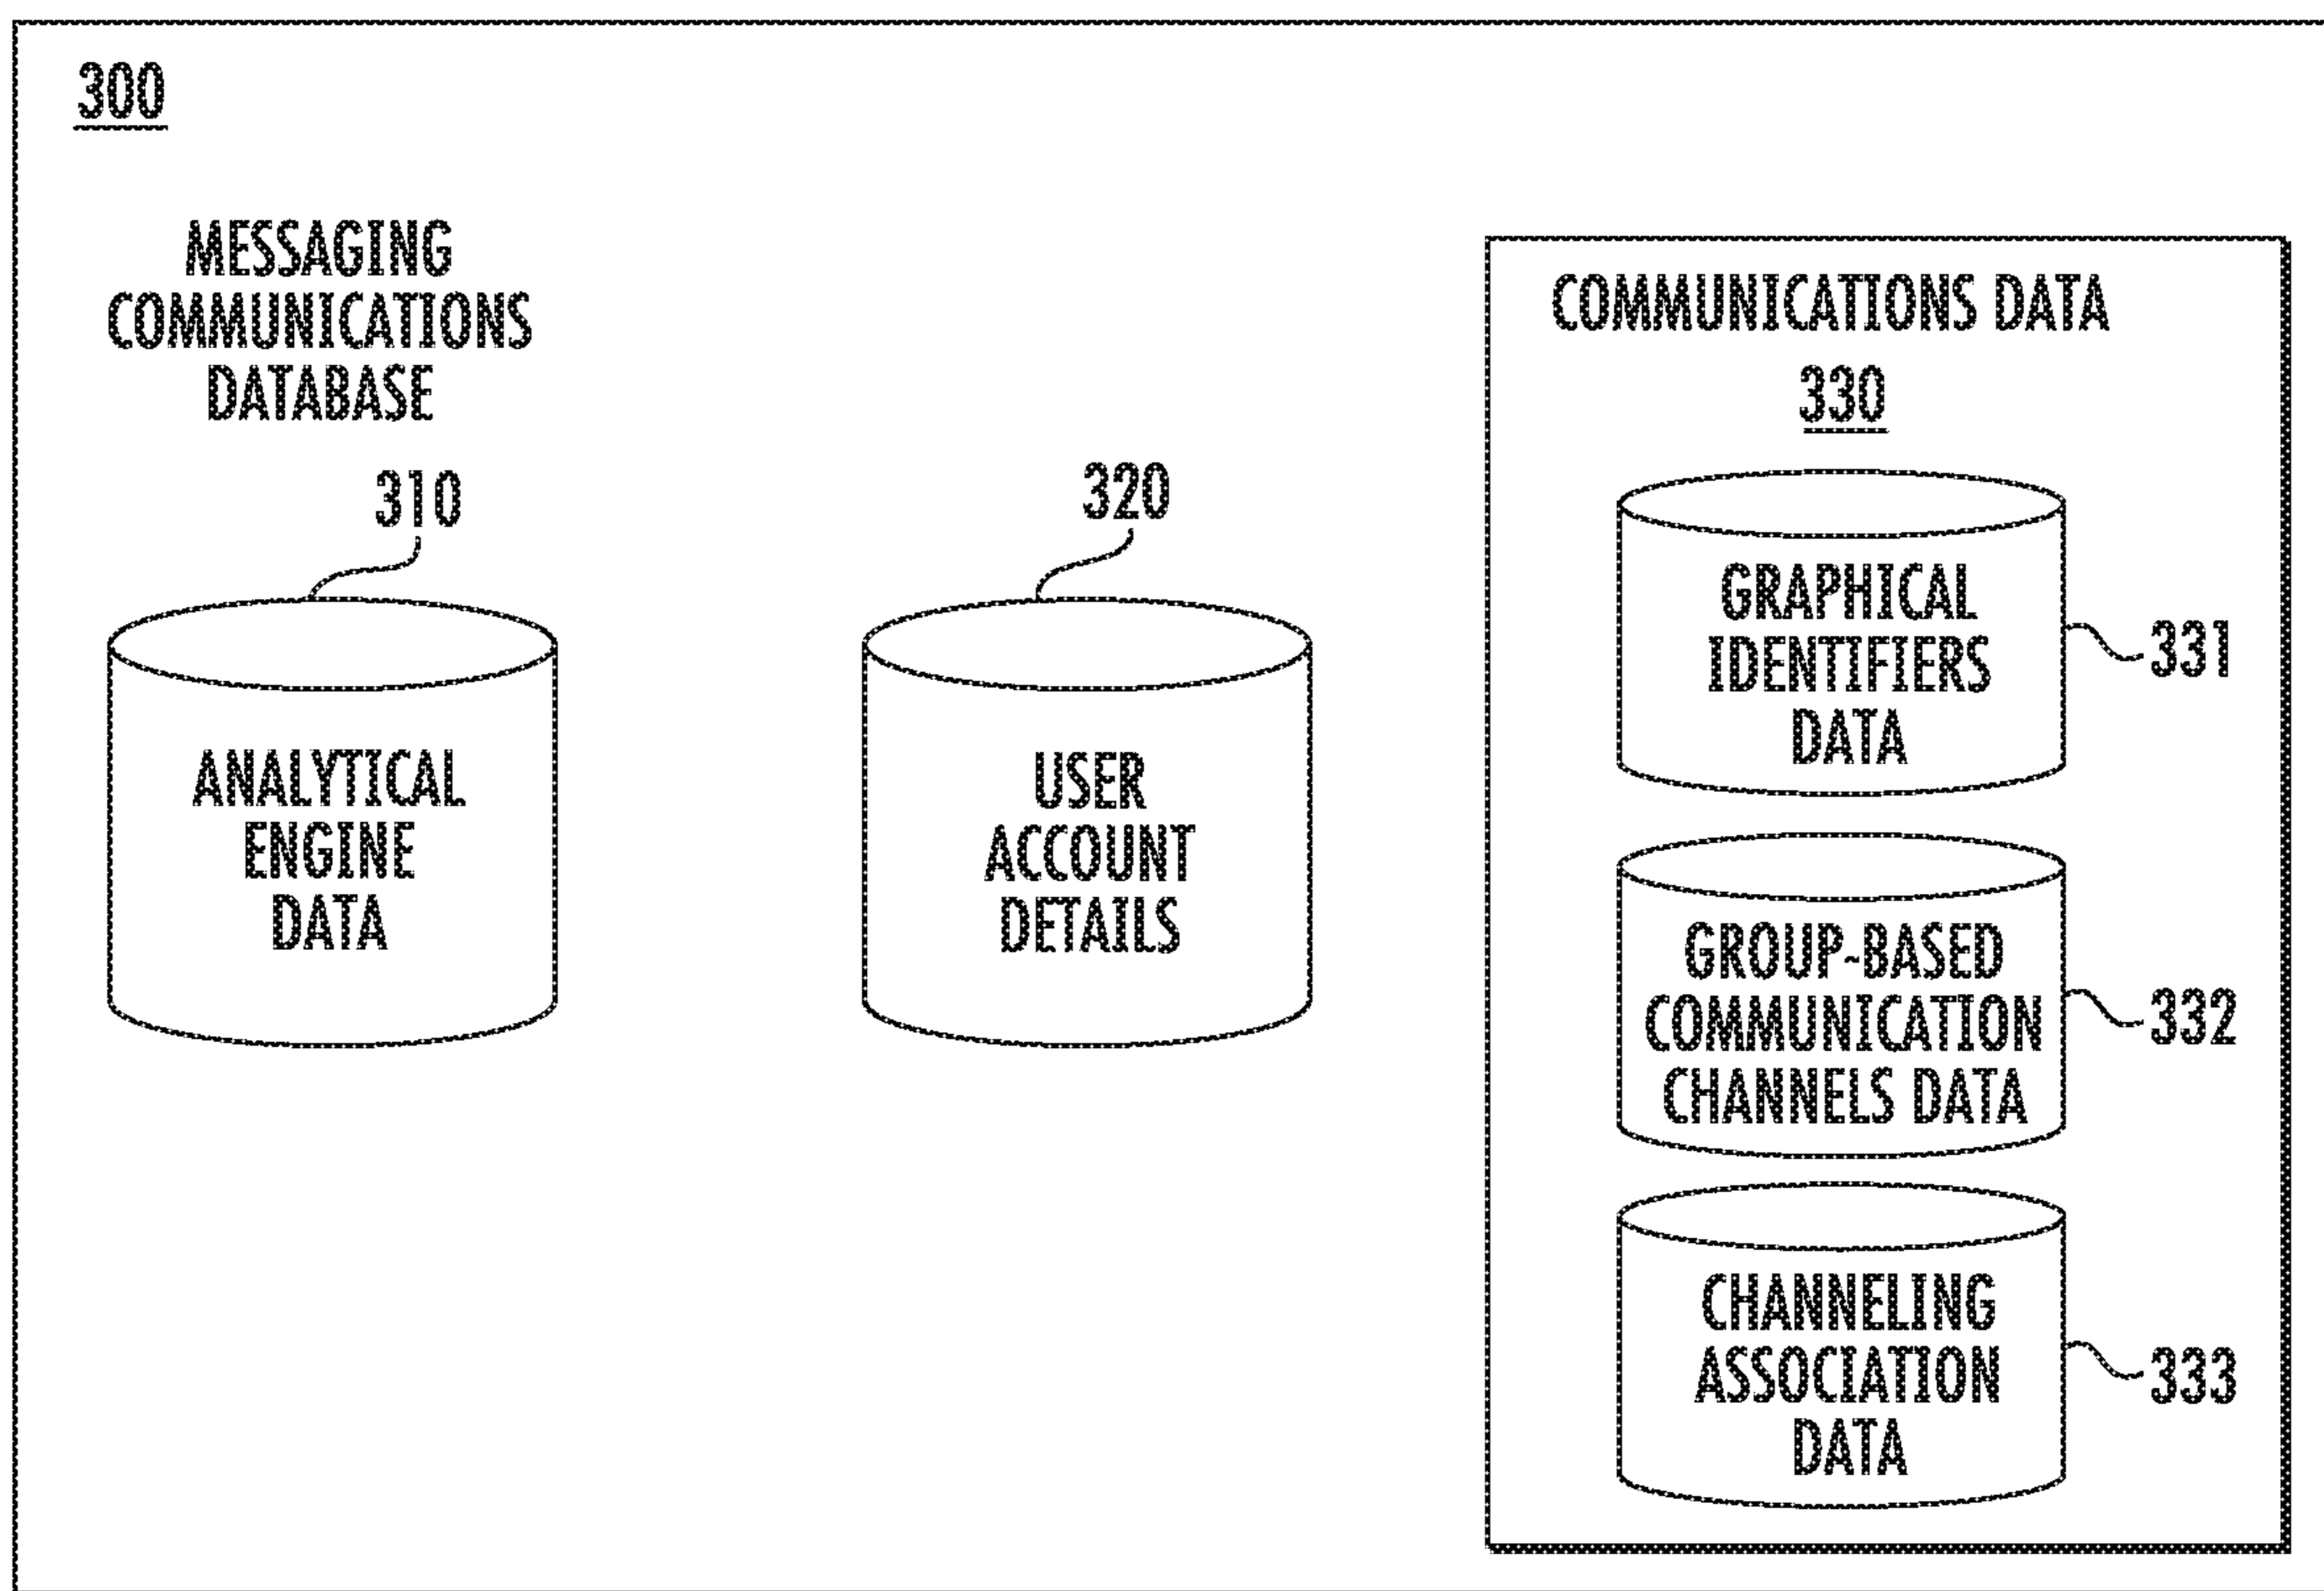 300
MESSAGING
COMMUNICATIONS
DATABASE
310
ANALYTICAL
ENGINE
DATA
320
USER
ACCOUNT
DETAILS
COMMUNICATIONS DATA
330
GRAPHICAL
IDENTIFIERS
DATA
331
GROUP-BASED
COMMUNICATION
CHANNELS DATA
332
CHANNELING
ASSOCIATION
DATA
333